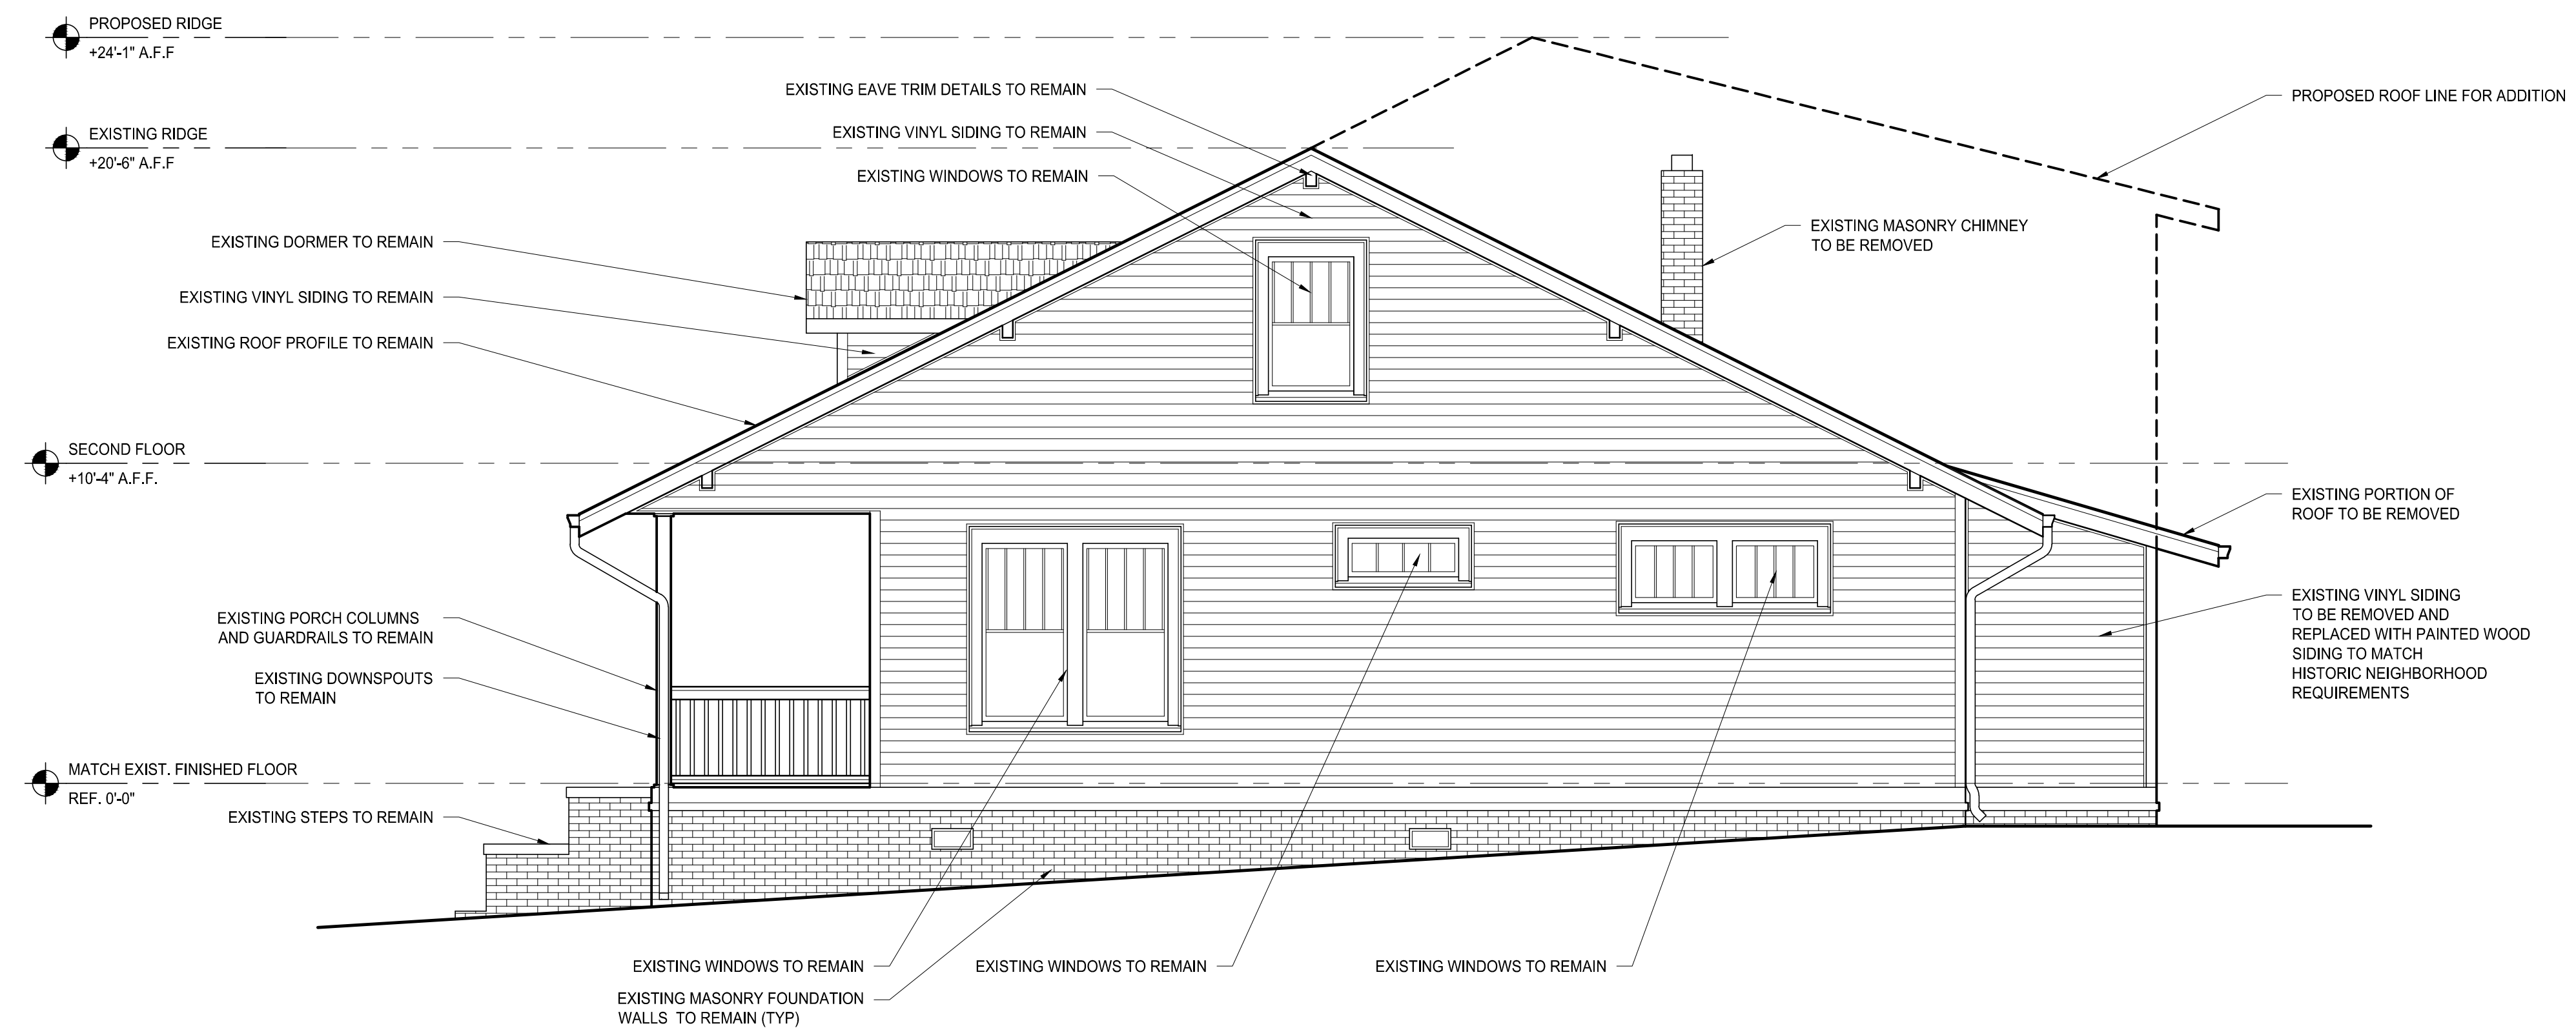 PROPOSED RIDGE
+24'-1" A.F.F
EXISTING RIDGE
+20'-6" A.F.F
SECOND FLOOR
+10'-4" A.F.F.
MATCH EXIST. FINISHED FLOOR
REF. 0'-0"
EXISTING EAVE TRIM DETAILS TO REMAIN
EXISTING VINYL SIDING TO REMAIN
EXISTING WINDOWS TO REMAIN
EXISTING DORMER TO REMAIN
EXISTING VINYL SIDING TO REMAIN
EXISTING ROOF PROFILE TO REMAIN
EXISTING PORCH COLUMNS
AND GUARDRAILS TO REMAIN
EXISTING DOWNSPOUTS
TO REMAIN
EXISTING STEPS TO REMAIN
EXISTING WINDOWS TO REMAIN
EXISTING MASONRY FOUNDATION
WALLS TO REMAIN (TYP)
EXISTING WINDOWS TO REMAIN
EXISTING WINDOWS TO REMAIN
PROPOSED ROOF LINE FOR ADDITION
EXISTING MASONRY CHIMNEY
TO BE REMOVED
EXISTING PORTION OF
ROOF TO BE REMOVED
EXISTING VINYL SIDING
TO BE REMOVED AND
REPLACED WITH PAINTED WOOD
SIDING TO MATCH
HISTORIC NEIGHBORHOOD
REQUIREMENTS